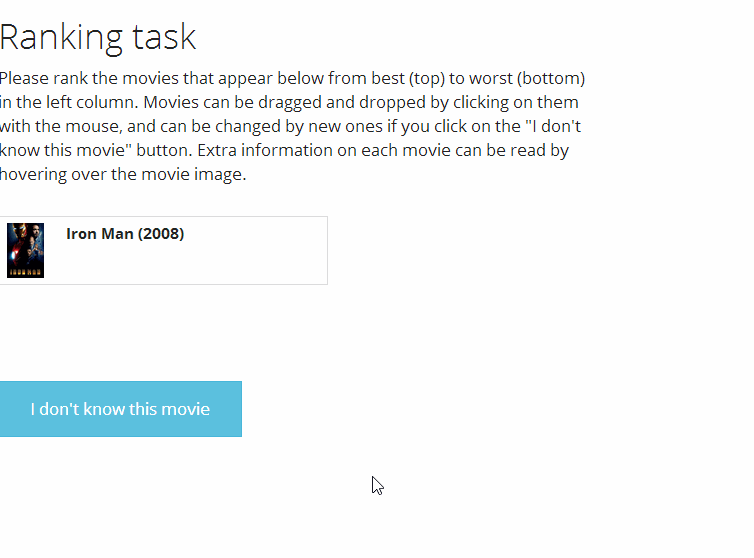 Ranking task
Please rank the movies that appear below from best (top) to worst (bottom)
in the left column. Movies can be dragged and dropped by clicking on them
with the mouse, and can be changed by new ones if you click on the "I don't
know this movie" button. Extra information on each movie can be read by
hovering over the movie image.
Iron Man (2008)
IRON MAN
I don't know this movie